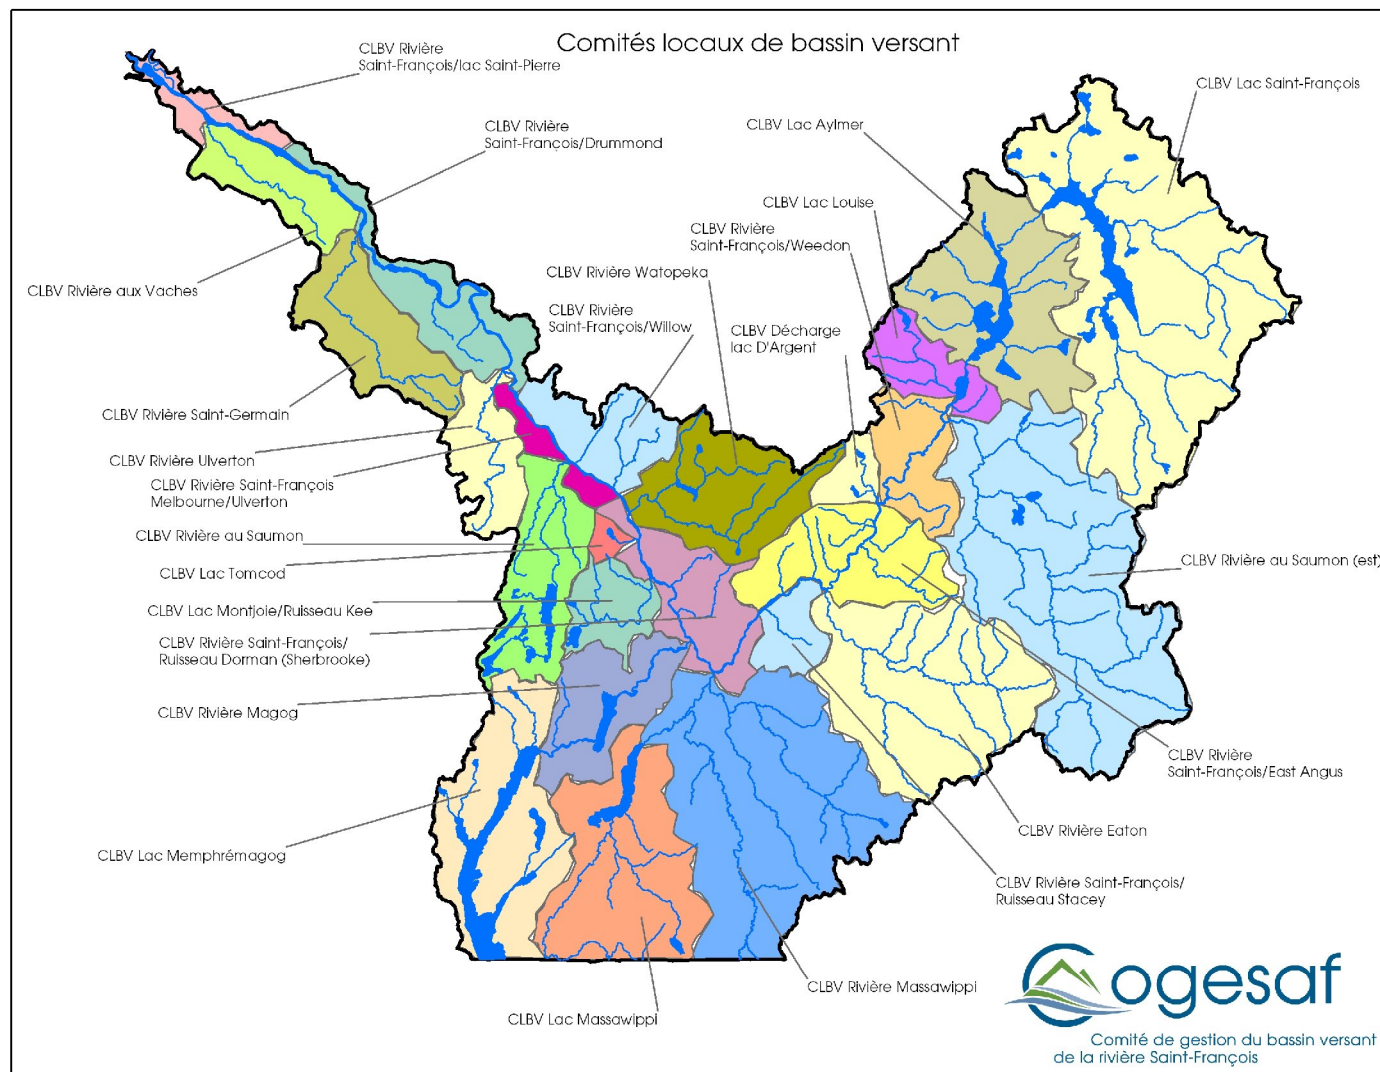 Comités locaux de bassin versant
CLBV Rivière
Saint-François/lac Saint-Pierre
CLBV Lac Saint-François
CLBV Lac Aylmer
CLBV Rivière
Saint-François/Drummond
CLBV Lac Louise
CLBV Rivière
Saint-François/Weedon
CLBV Rivière Watopeka
CLBV Rivière aux Vaches
CLBV Rivière
Saint-François/Willow
CLBV Décharge
lac D'Argent
CLBV Rivière Saint-Germain
CLBV Rivière Ulverton
CLBV Rivière Saint-François
Melbourne/Ulverton
CLBV Rivière au Saumon
CLBV Rivière au Saumon (est)
CLBV Lac Tomcod
CLBV Lac Montjoie/Ruisseau Kee
CLBV Rivière Saint-François/
Ruisseau Dorman (Sherbrooke)
CLBV Rivière Magog
CLBV Rivière
Saint-François/East Angus
CLBV Rivière Eaton
CLBV Lac Memphrémagog
CLBV Rivière Saint-François/
Ruisseau Stacey
CLBV Rivière Massawippi
CLBV Lac Massawippi
Cogesaf
Comité de gestion du bassin versant
de la rivière Saint-François